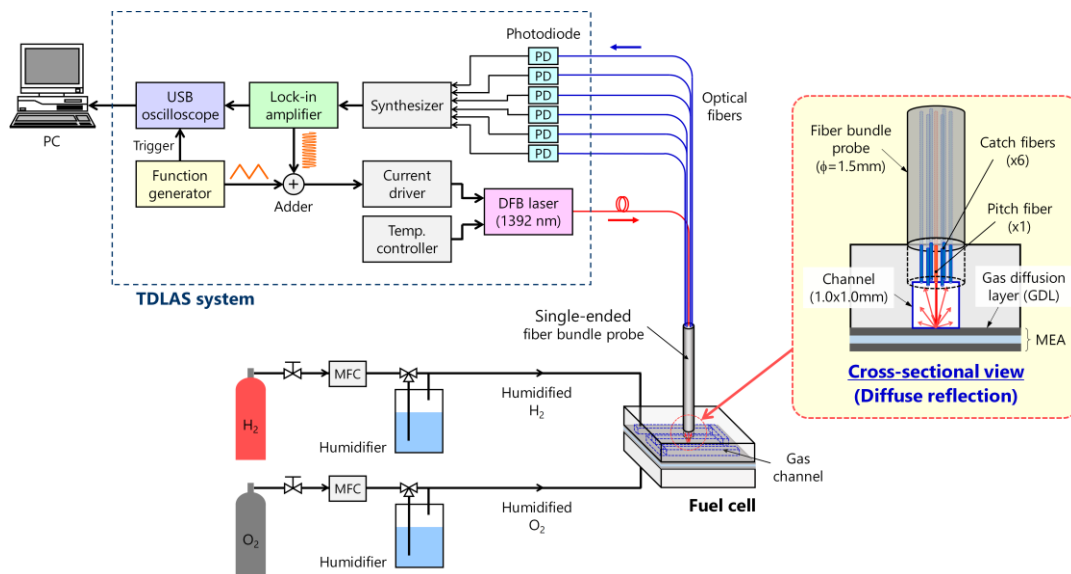 Photodiode
PD
PD
PD
PD
PD
PD
Optical
fibers
PC
USB
oscilloscope
Lock-in
amplifier
Synthesizer
Trigger
Function
generator
+
Adder
Current
driver
Temp.
controller
DFB laser
(1392 nm)
TDLAS system
Single-ended
fiber bundle probe
H2
MFC
Humidifier
Humidified
H2
O2
MFC
Humidifier
Humidified
O2
Gas
channel
Fuel cell
Fiber bundle
probe
(ϕ=1.5mm)
Catch fibers
(x6)
Pitch fiber
(x1)
Channel
(1.0x1.0mm)
Gas diffusion
layer (GDL)
MEA
Cross-sectional view
(Diffuse reflection)